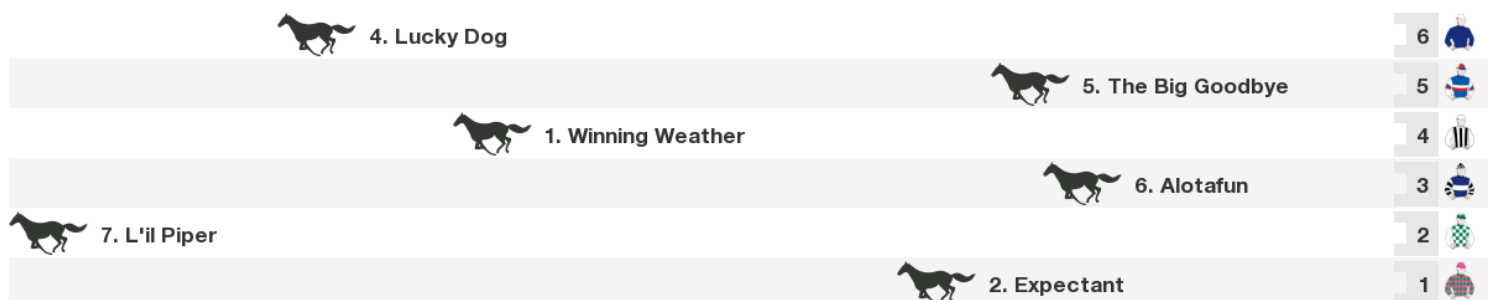 4. Lucky Dog 6
5. The Big Goodbye 5
1. Winning Weather 4
6. Alotafun 3
7. L'il Piper 2
2. Expectant 1